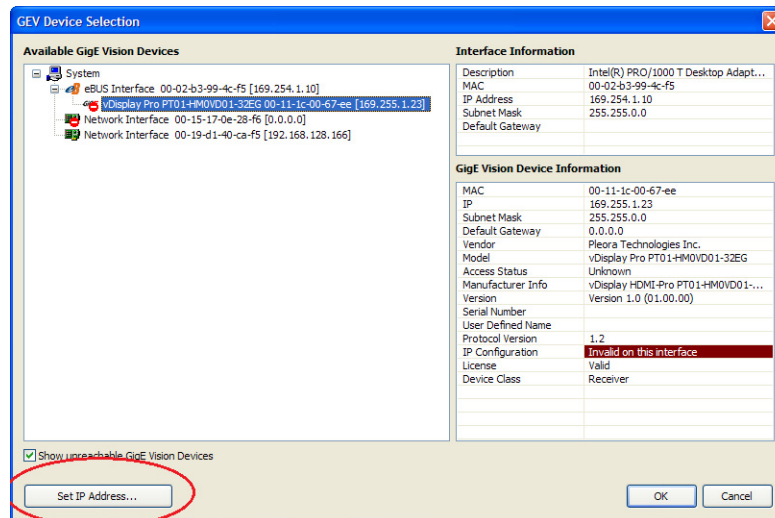 GEV Device Selection
Available GigE Vision Devices
System
eBUS Interface 00-02-b3-99-4c-f5 [169.254.1.10]
vDisplay Pro PT01-HM0VD01-32EG 00-11-1c-00-67-ee [169.255.1.23]
Network Interface 00-15-17-0e-28-f6 [0.0.0.0]
Network Interface 00-19-d1-40-ca-f5 [192.168.128.166]
Interface Information
Description Intel(R) PRO/1000 T Desktop Adapt...
MAC 00-02-b3-99-4c-f5
IP Address 169.254.1.10
Subnet Mask 255.255.0.0
Default Gateway
GigE Vision Device Information
MAC 00-11-1c-00-67-ee
IP 169.255.1.23
Subnet Mask 255.255.0.0
Default Gateway 0.0.0.0
Vendor Pleora Technologies Inc.
Model vDisplay Pro PT01-HM0VD01-32EG
Access Status Unknown
Manufacturer Info vDisplay HDMI-Pro PT01-HM0VD01-...
Version Version 1.0 (01.00.00)
Serial Number
User Defined Name
Protocol Version 1.2
IP Configuration Invalid on this interface
License Valid
Device Class Receiver
Show unreachable GigE Vision Devices
Set IP Address...
OK
Cancel